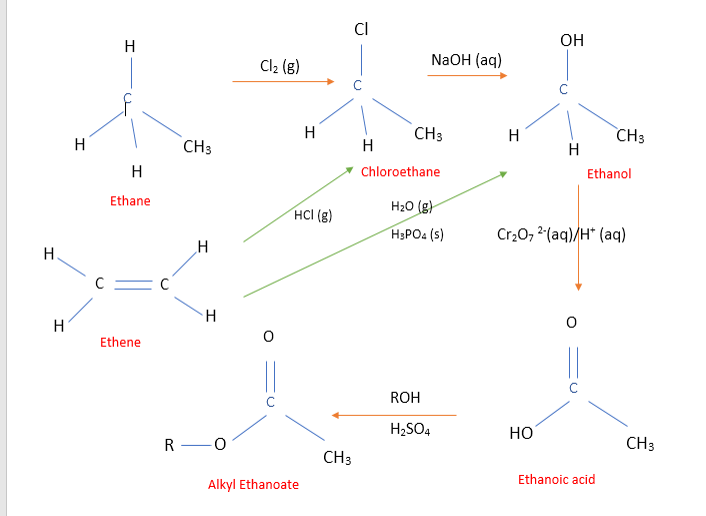 Cl
H
OH
Cl₂ (g)
NaOH (aq)
C
C
C
H
CH₃
H
H
CH₃
H
H
CH₃
H
Ethane
Chloroethane
Ethanol
HCl (g)
H₂O (g)
H₃PO₄ (s)
Cr₂O₇ ²⁻(aq)/H⁺ (aq)
H
H
C
C
H
H
Ethene
O
O
C
C
ROH
H₂SO₄
R
O
CH₃
HO
CH₃
Alkyl Ethanoate
Ethanoic acid